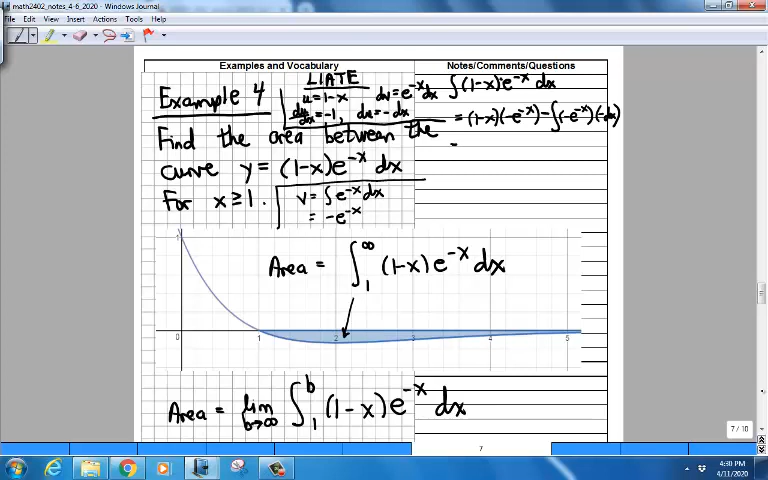 math2402_notes_4-6_2020 - Windows Journal
File Edit View Insert Actions Tools Help
Examples and Vocabulary
Notes/Comments/Questions
Example 4
LIATE
u = 1-x dv = e^-x dx
du/dx = -1, du = -dx
Find the area between the
curve y = (1-x)e^-x dx
For x ≥ 1.
v = ∫ e^-x dx
= -e^-x
∫ (1-x)·e^-x dx
= (1-x)(-e^-x) - ∫(-e^-x)(-dx)
=
Area = ∫_1^∞ (1-x) e^-x dx
1
0 1 2 3 4 5
Area = lim b→∞ ∫_1^b (1-x) e^-x dx
7
7 / 10
4:30 PM
4/11/2020